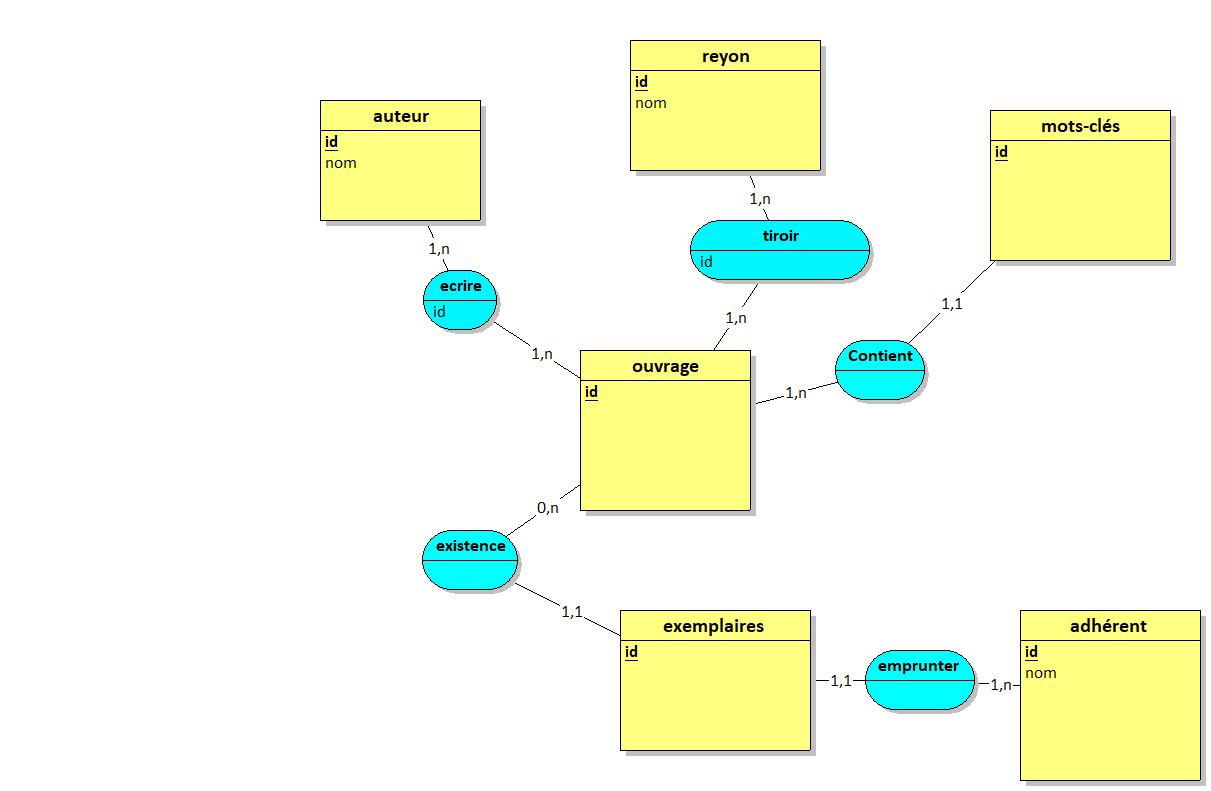 reyon
id
nom
auteur
id
nom
mots-clés
id
1,n
tiroir
id
1,n
ecrire
id
1,n
1,n
1,1
Contient
1,n
ouvrage
id
0,n
existence
1,1
exemplaires
id
1,1
emprunter
1,n
adhérent
id
nom